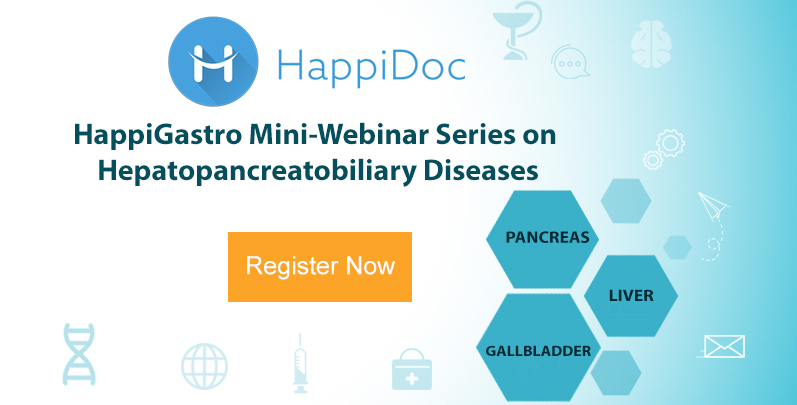 HappiDoc
HappiGastro Mini-Webinar Series on
Hepatopancreatobiliary Diseases
Register Now
PANCREAS
LIVER
GALLBLADDER